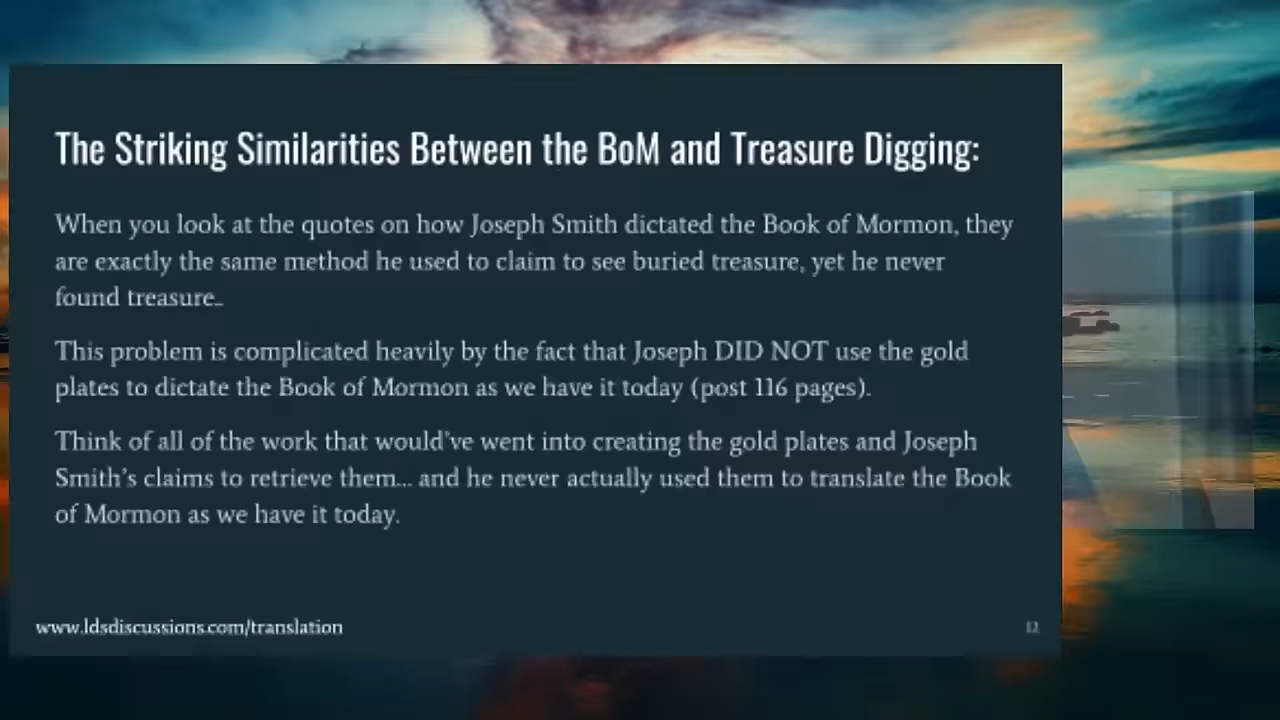 The Striking Similarities Between the BoM and Treasure Digging:
When you look at the quotes on how Joseph Smith dictated the Book of Mormon, they
are exactly the same method he used to claim to see buried treasure, yet he never
found treasure..
This problem is complicated heavily by the fact that Joseph DID NOT use the gold
plates to dictate the Book of Mormon as we have it today (post 116 pages).
Think of all of the work that would've went into creating the gold plates and Joseph
Smith's claims to retrieve them... and he never actually used them to translate the Book
of Mormon as we have it today.
www.ldsdiscussions.com/translation
12